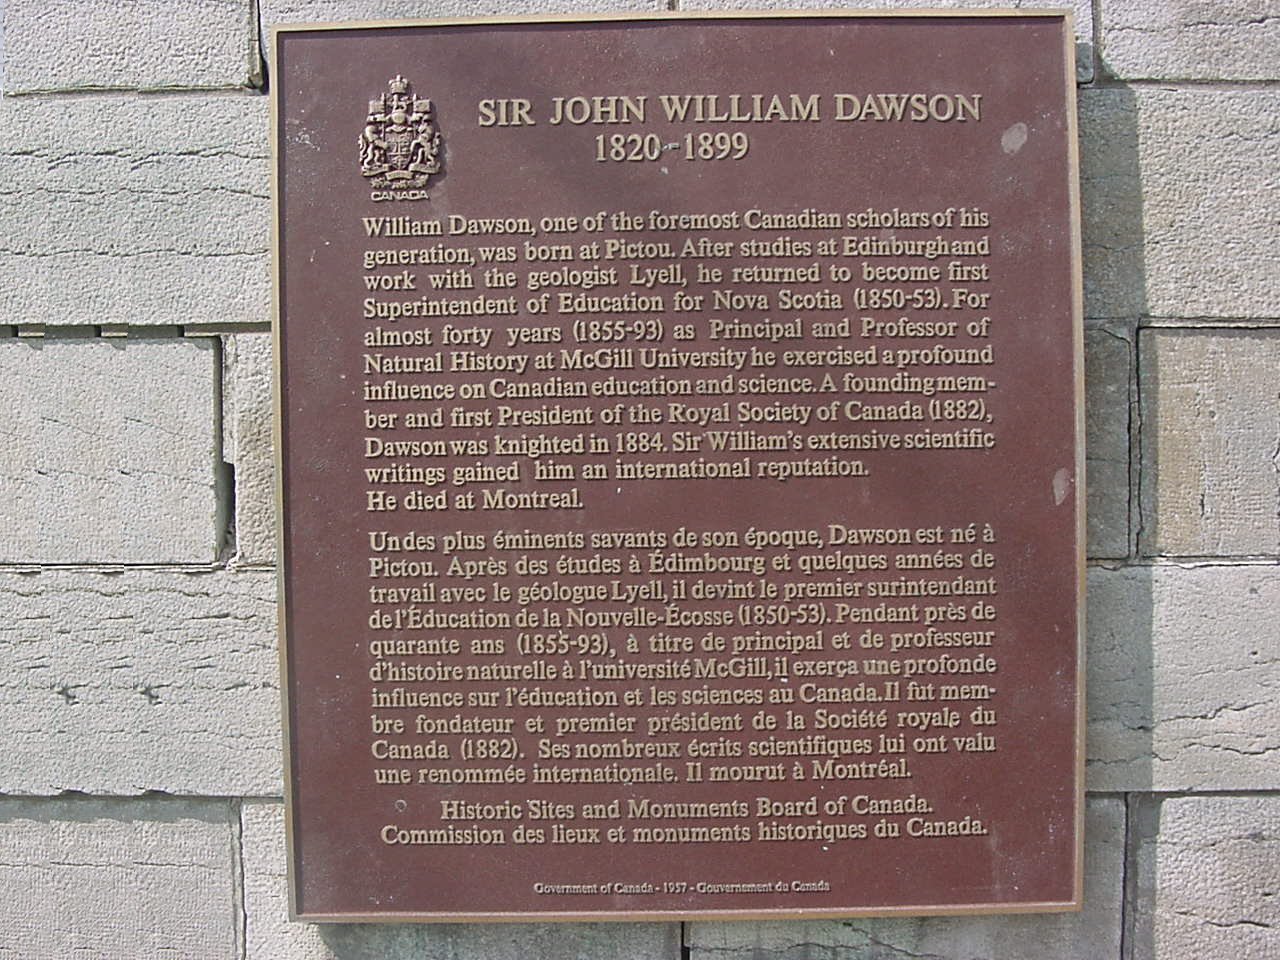 CANADA
SIR JOHN WILLIAM DAWSON
1820 - 1899
William Dawson, one of the foremost Canadian scholars of his
generation, was born at Pictou. After studies at Edinburgh and
work with the geologist Lyell, he returned to become first
Superintendent of Education for Nova Scotia (1850-53). For
almost forty years (1855-93) as Principal and Professor of
Natural History at McGill University he exercised a profound
influence on Canadian education and science. A founding mem-
ber and first President of the Royal Society of Canada (1882),
Dawson was knighted in 1884. Sir William's extensive scientific
writings gained him an international reputation.
He died at Montreal.
Un des plus éminents savants de son époque, Dawson est né à
Pictou. Après des études à Édimbourg et quelques années de
travail avec le géologue Lyell, il devint le premier surintendant
de l'Éducation de la Nouvelle-Écosse (1850-53). Pendant près de
quarante ans (1855-93), à titre de principal et de professeur
d'histoire naturelle à l'université McGill, il exerça une profonde
influence sur l'éducation et les sciences au Canada. Il fut mem-
bre fondateur et premier président de la Société royale du
Canada (1882). Ses nombreux écrits scientifiques lui ont valu
une renommée internationale. Il mourut à Montréal.
Historic Sites and Monuments Board of Canada.
Commission des lieux et monuments historiques du Canada.
Government of Canada - 1957 - Gouvernement du Canada